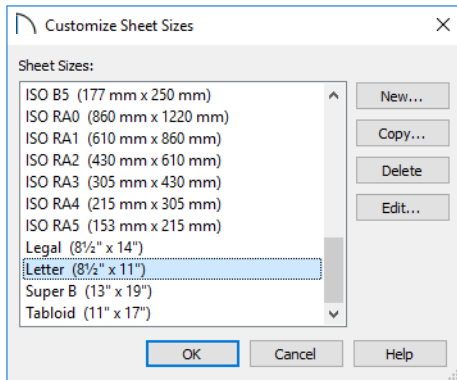 Customize Sheet Sizes
Sheet Sizes:
ISO B5 (177 mm x 250 mm)
ISO RA0 (860 mm x 1220 mm)
ISO RA1 (610 mm x 860 mm)
ISO RA2 (430 mm x 610 mm)
ISO RA3 (305 mm x 430 mm)
ISO RA4 (215 mm x 305 mm)
ISO RA5 (153 mm x 215 mm)
Legal (8½" x 14")
Letter (8½" x 11")
Super B (13" x 19")
Tabloid (11" x 17")
New...
Copy...
Delete
Edit...
OK Cancel Help